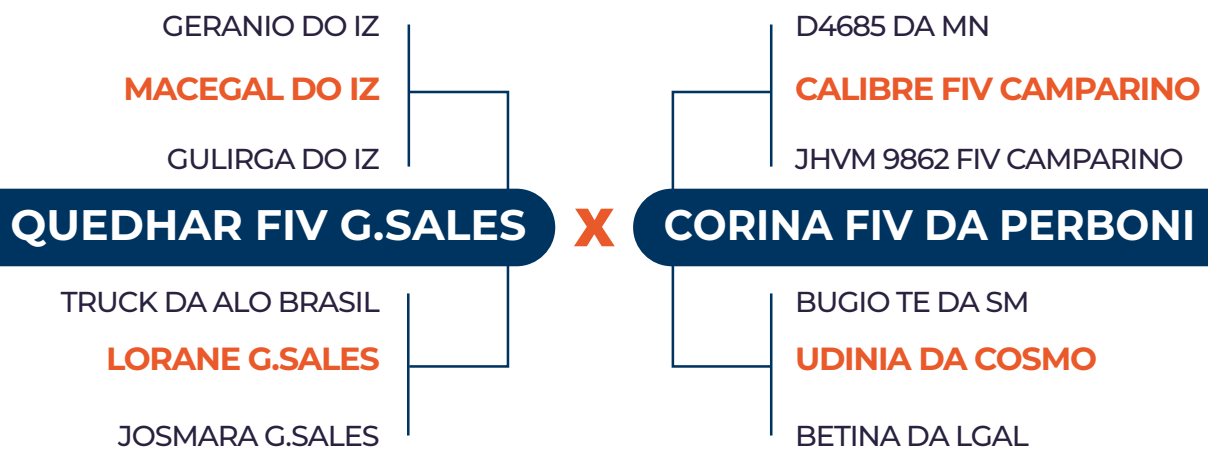 GERANIO DO IZ
MACEGAL DO IZ
GULIRGA DO IZ
QUEDHAR FIV G.SALES
TRUCK DA ALO BRASIL
LORANE G.SALES
JOSMARA G.SALES
X
D4685 DA MN
CALIBRE FIV CAMPARINO
JHVM 9862 FIV CAMPARINO
CORINA FIV DA PERBONI
BUGIO TE DA SM
UDINIA DA COSMO
BETINA DA LGAL